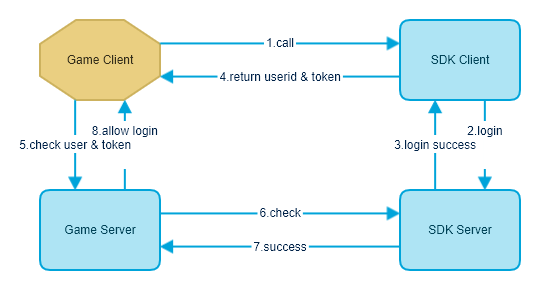 1.call
Game Client
SDK Client
4.return userid & token
8.allow login
2.login
5.check user & token
3.login success
6.check
Game Server
SDK Server
7.success